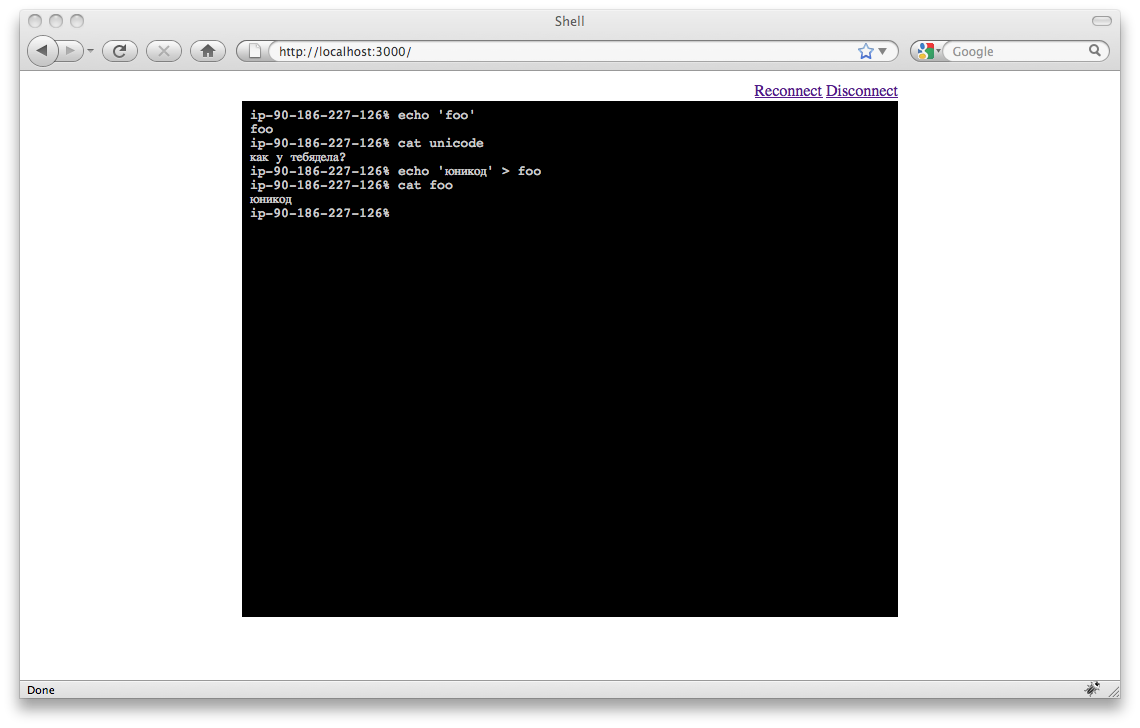 Shell
http://localhost:3000/
Google
Reconnect Disconnect
ip-90-186-227-126% echo 'foo'
foo
ip-90-186-227-126% cat unicode
как у тебядела?
ip-90-186-227-126% echo 'юникод' > foo
ip-90-186-227-126% cat foo
юникод
ip-90-186-227-126%
Done